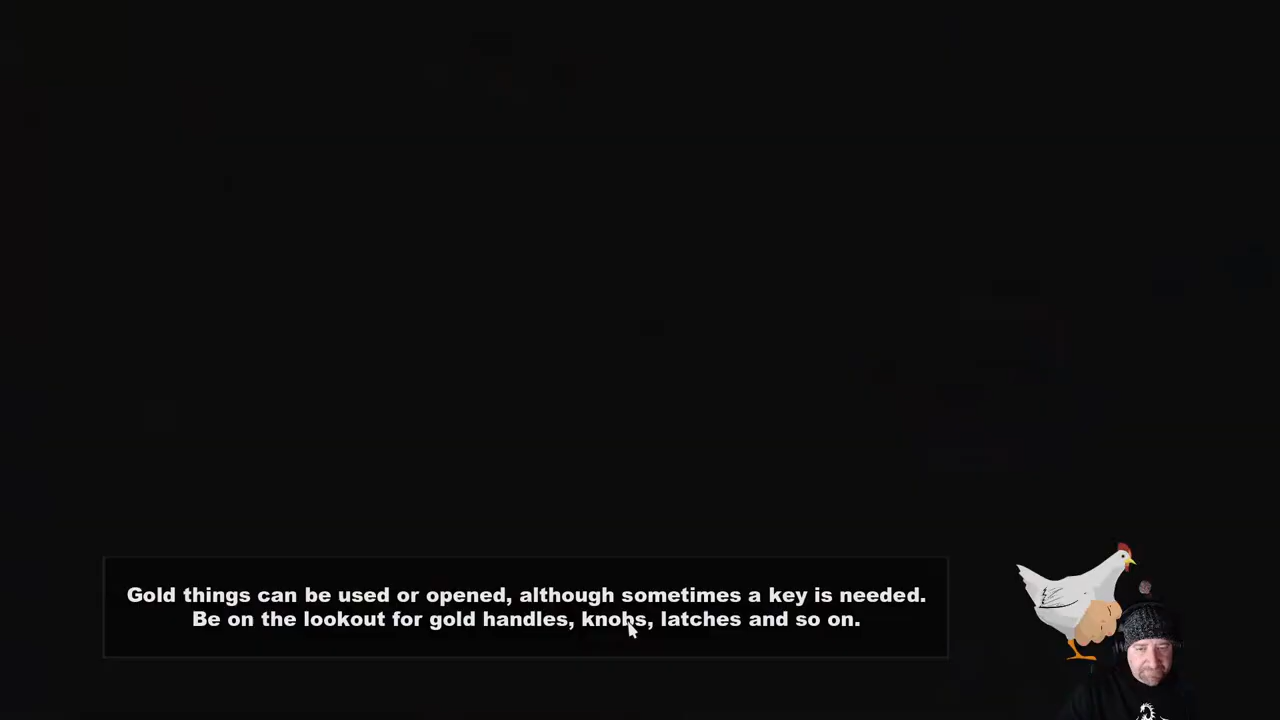 Gold things can be used or opened, although sometimes a key is needed.
Be on the lookout for gold handles, knobs, latches and so on.